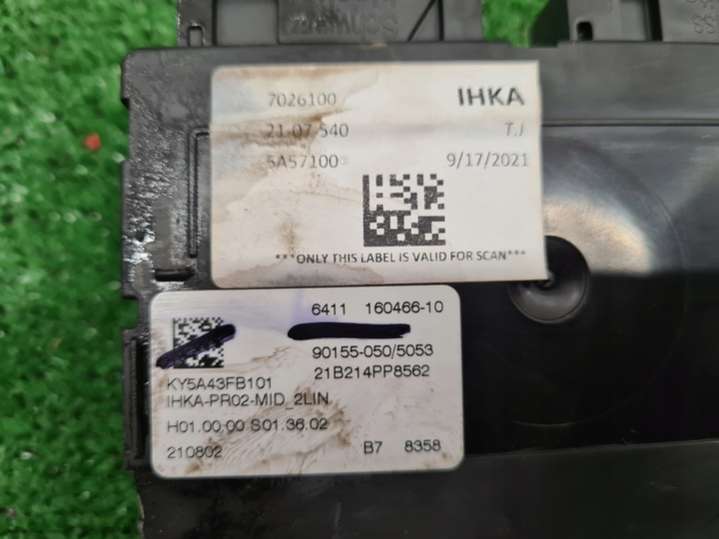 7026100 IHKA
21.07.540 T.I
5A57100
9/17/2021
***ONLY THIS LABEL IS VALID FOR SCAN***
6411 160466-10
90155-050/5053
21B214PP8562
KY5A43FB101
IHKA-PR02-MID_2LIN
H01.00.00 S01.36.02
210802 B7 8358